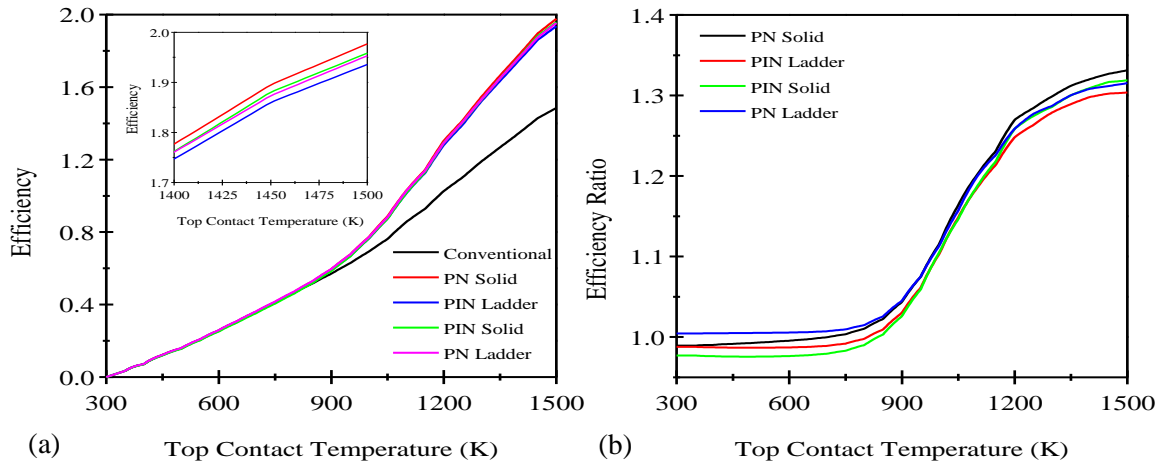 2.0
1.6
1.2
0.8
0.4
0.0
Efficiency
300 600 900 1200 1500
Top Contact Temperature (K)
(a)
Conventional
PN Solid
PIN Ladder
PIN Solid
PN Ladder
2.0
1.9
1.8
1.7
Efficiency
1400 1425 1450 1475 1500
Top Contact Temperature (K)
1.4
1.3
1.2
1.1
1.0
Efficiency Ratio
300 600 900 1200 1500
Top Contact Temperature (K)
(b)
PN Solid
PIN Ladder
PIN Solid
PN Ladder